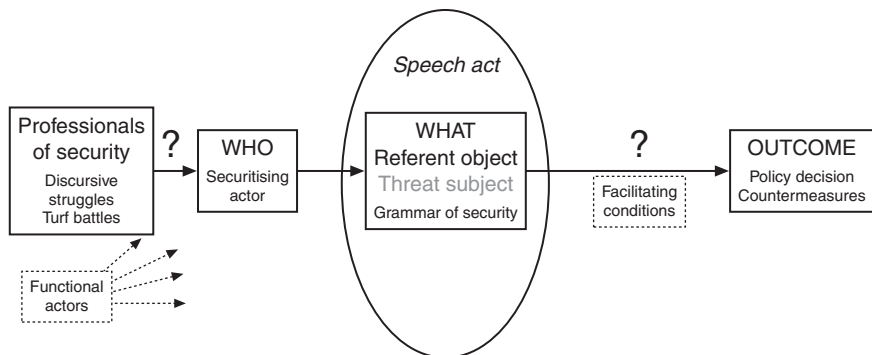 Speech act
Professionals
of security
Discursive
struggles
Turf battles
?
WHO
Securitising
actor
WHAT
Referent object
Threat subject
Grammar of security
?
Facilitating
conditions
OUTCOME
Policy decision
Countermeasures
Functional
actors